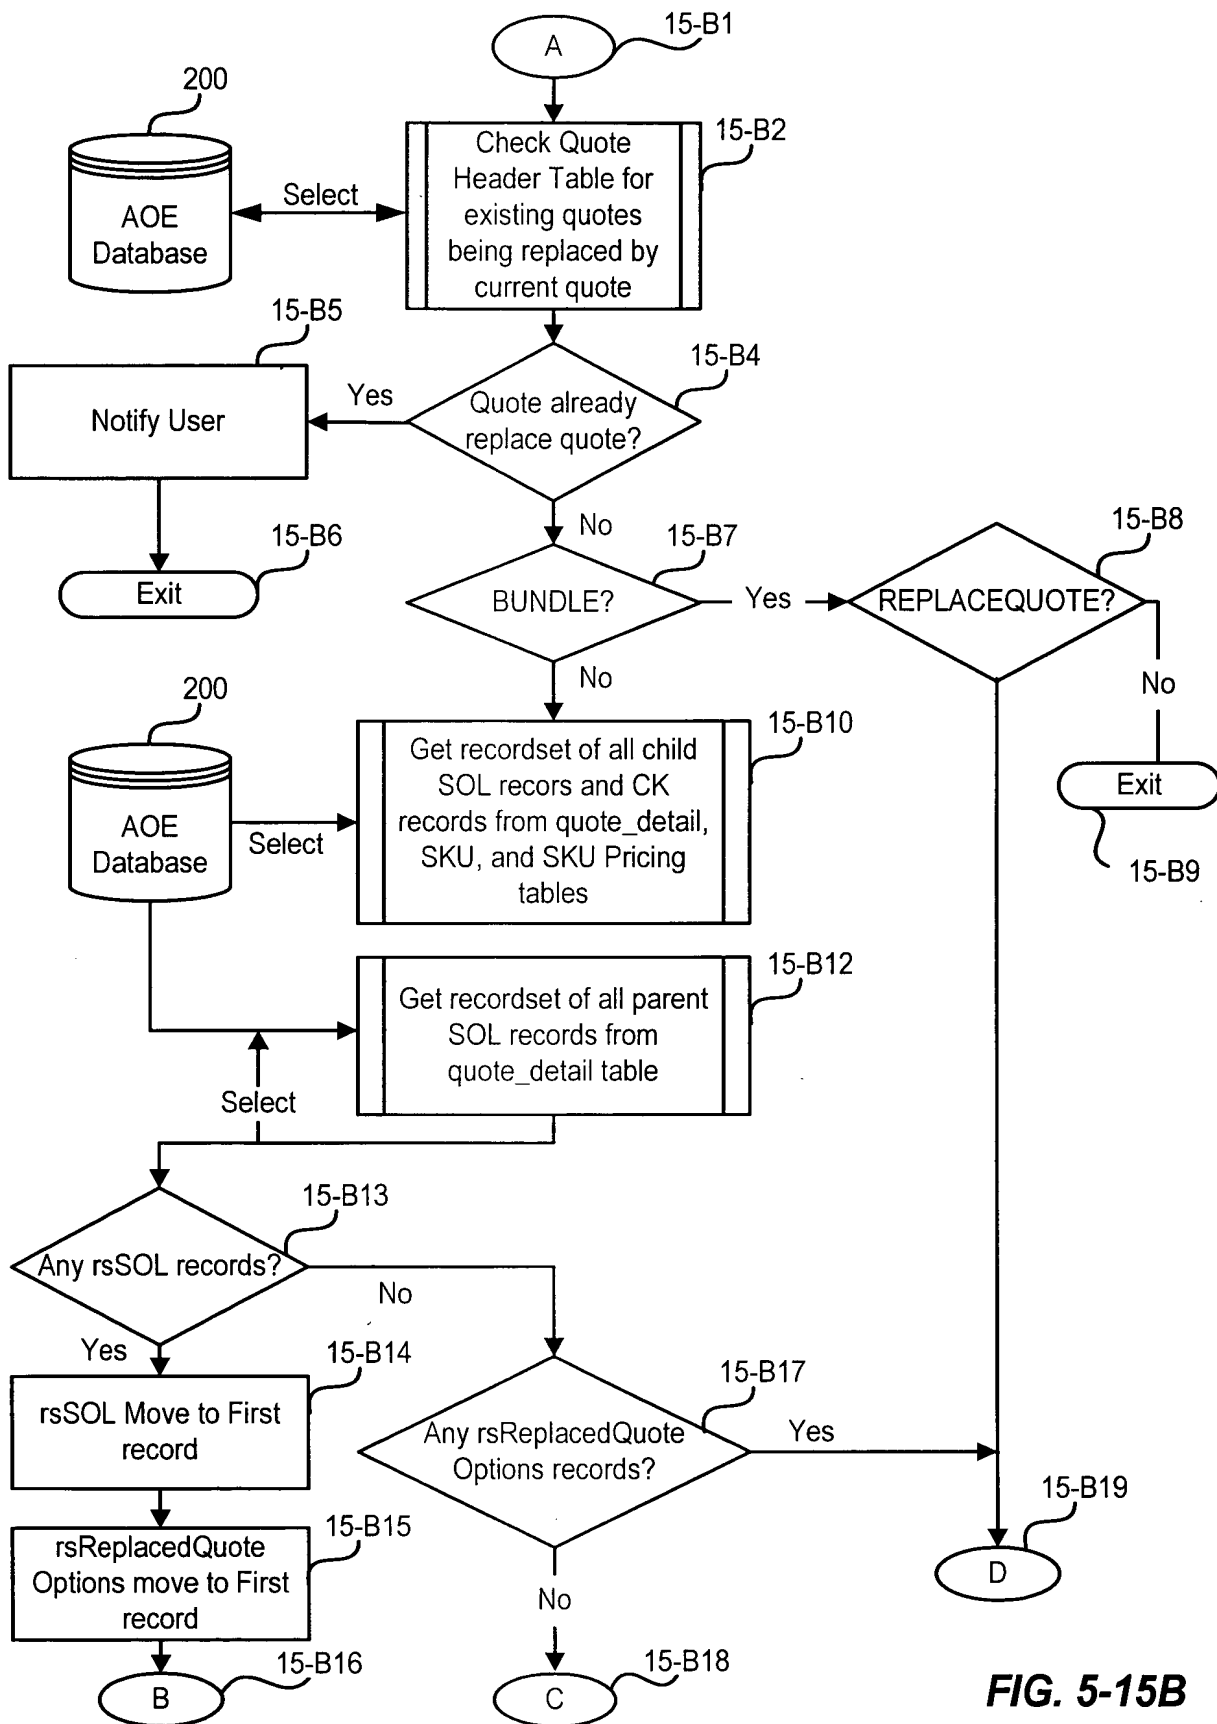 15-B1
A
200
15-B2
Check Quote
Header Table for
existing quotes
being replaced by
current quote
Select
AOE
Database
15-B5
15-B4
Notify User
Yes
Quote already
replace quote?
No
15-B6
Exit
15-B7
BUNDLE?
Yes
15-B8
REPLACEQUOTE?
No
No
Exit
15-B9
200
15-B10
Get recordset of all child
SOL recors and CK
records from quote_detail,
SKU, and SKU Pricing
tables
AOE
Database
Select
15-B12
Get recordset of all parent
SOL records from
quote_detail table
Select
15-B13
Any rsSOL records?
No
Yes
15-B14
rsSOL Move to First
record
15-B17
Any rsReplacedQuote
Options records?
Yes
15-B15
rsReplacedQuote
Options move to First
record
15-B19
D
No
15-B16
B
15-B18
C
FIG. 5-15B